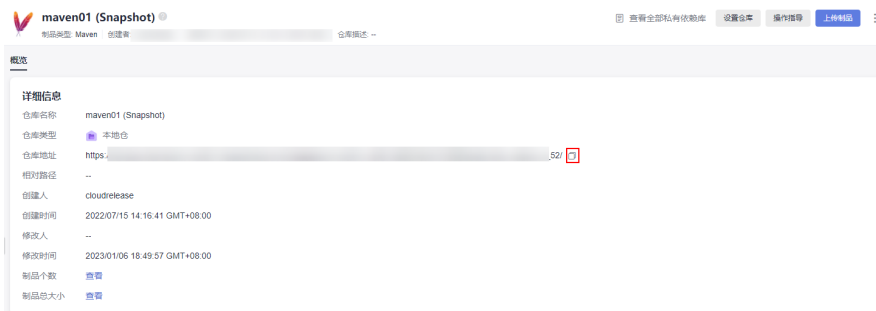 maven01 (Snapshot)
查看全部私有依赖库 设置仓库 操作指导 上传制品
制品类型 Maven 创建者 仓库描述 --
概览
详细信息
仓库名称 maven01 (Snapshot)
仓库类型 本地仓
仓库地址 https: _52/
相对路径 --
创建人 cloudrelease
创建时间 2022/07/15 14:16:41 GMT+08:00
修改人 --
修改时间 2023/01/06 18:49:57 GMT+08:00
制品个数 查看
制品总大小 查看